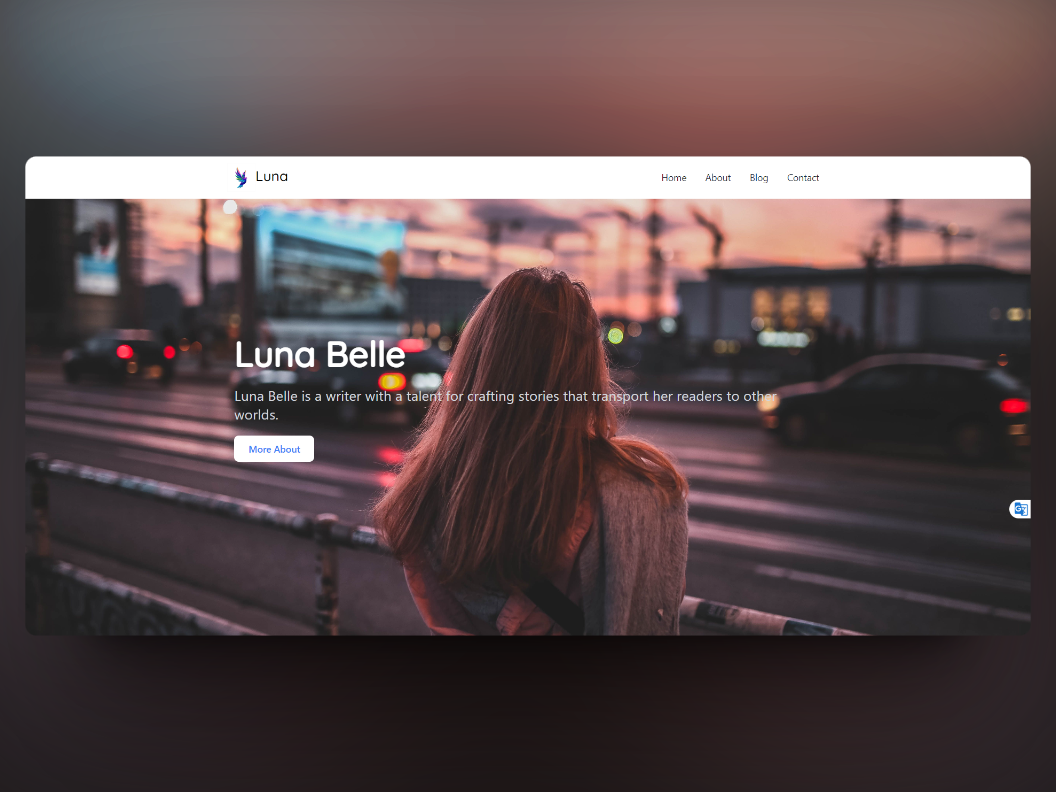 Luna
Home About Blog Contact
Luna Belle
Luna Belle is a writer with a talent for crafting stories that transport her readers to other
worlds.
More About